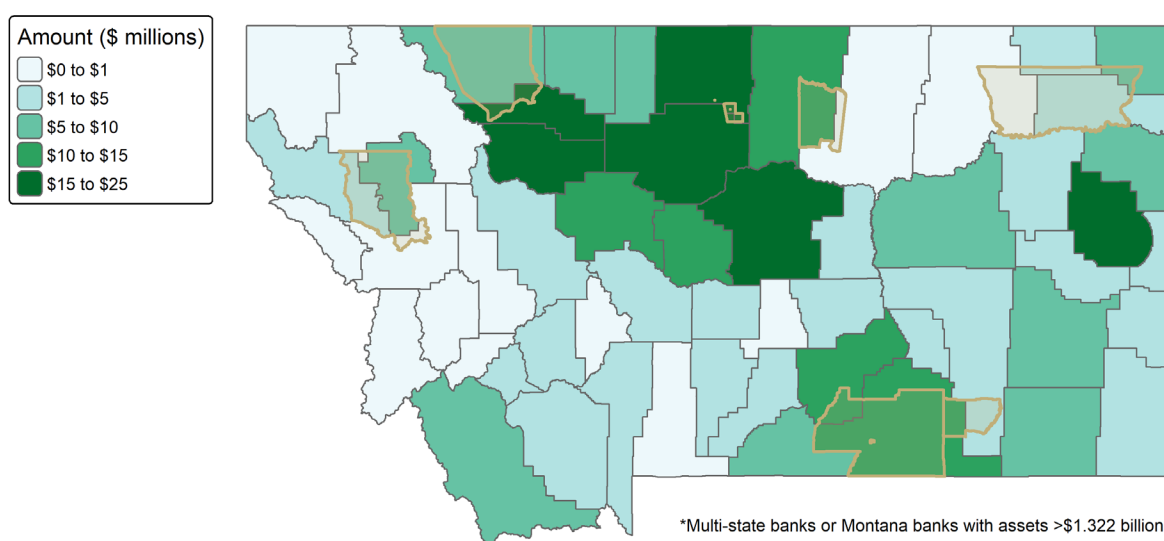 Amount ($ millions)
$0 to $1
$1 to $5
$5 to $10
$10 to $15
$15 to $25
*Multi-state banks or Montana banks with assets >$1.322 billion